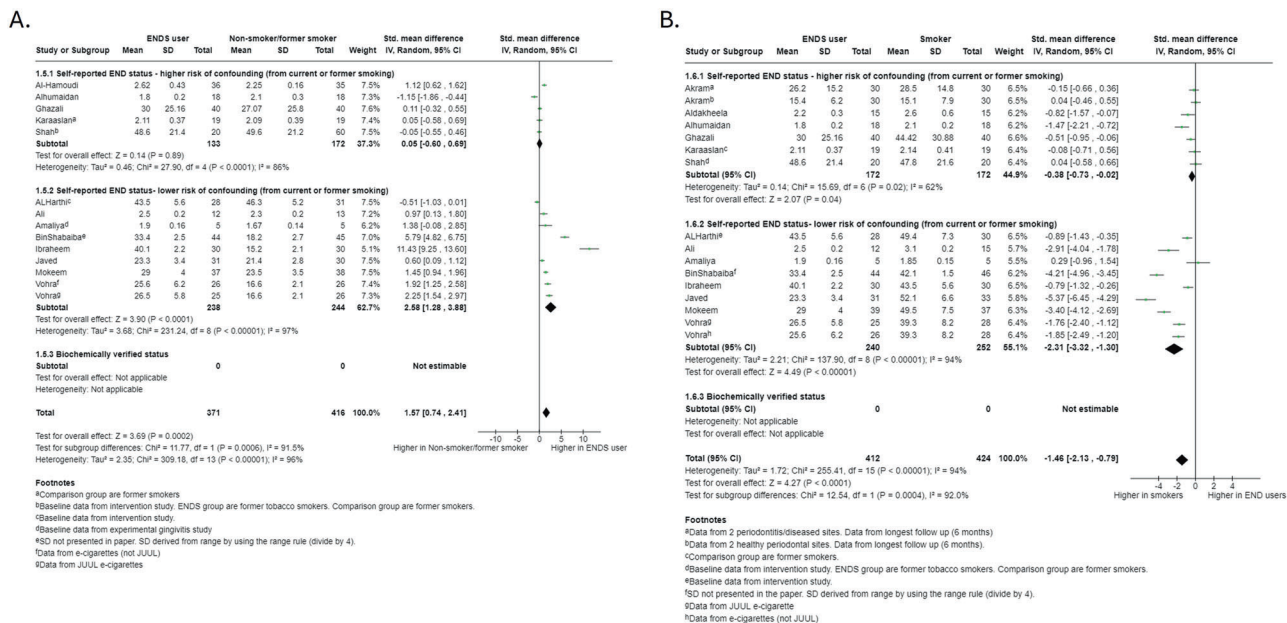 A.
ENDS user Non-smoker/former smoker Std. mean difference Std. mean difference
Study or Subgroup Mean SD Total Mean SD Total Weight IV, Random, 95% CI IV, Random, 95% CI
1.5.1 Self-reported END status - higher risk of confounding (from current or former smoking)
Al-Hamoudi 2.62 0.43 36 2.25 0.16 35 7.5% 1.12 [0.62 , 1.62]
Alhumaidan 1.8 0.2 18 2.1 0.3 18 7.4% -1.15 [-1.86 , -0.44]
Ghazali 30 25.16 40 27.07 25.8 40 7.5% 0.11 [-0.32 , 0.55]
Karaaslanᵃ 2.11 0.37 19 2.09 0.39 19 7.4% 0.05 [-0.58 , 0.69]
Shahᵇ 48.6 21.4 20 49.6 21.2 60 7.5% -0.05 [-0.55 , 0.46]
Subtotal 133 172 37.3% 0.05 [-0.60 , 0.69]
Test for overall effect: Z = 0.14 (P = 0.89)
Heterogeneity: Tau² = 0.46; Chi² = 27.90, df = 4 (P < 0.0001); I² = 86%
1.5.2 Self-reported END status- lower risk of confounding (from current or former smoking)
ALHarthiᶜ 43.5 5.6 28 46.3 5.2 31 7.5% -0.51 [-1.03 , 0.01]
Ali 2.5 0.2 12 2.3 0.2 13 7.3% 0.97 [0.13 , 1.80]
Amaliyaᵈ 1.9 0.16 5 1.67 0.14 5 6.7% 1.38 [-0.08 , 2.85]
BinShabaibaᵉ 33.4 2.5 44 18.2 2.7 45 7.2% 5.79 [4.82 , 6.75]
Ibraheem 40.1 2.2 30 15.2 2.1 30 5.6% 11.43 [9.25 , 13.60]
Javed 23.3 3.4 31 21.4 2.8 30 7.5% 0.60 [0.09 , 1.12]
Mokeem 29 4 37 23.5 3.5 38 7.5% 1.45 [0.94 , 1.96]
Vohraᶠ 25.6 6.2 26 16.6 2.1 26 7.4% 1.92 [1.25 , 2.58]
Vohraᵍ 26.5 5.8 25 16.6 2.1 26 7.3% 2.25 [1.54 , 2.97]
Subtotal 238 244 62.7% 2.58 [1.28 , 3.88]
Test for overall effect: Z = 3.90 (P < 0.0001)
Heterogeneity: Tau² = 3.68; Chi² = 231.24, df = 8 (P < 0.00001); I² = 97%
1.5.3 Biochemically verified status
Subtotal 0 0 Not estimable
Test for overall effect: Not applicable
Heterogeneity: Not applicable
Total 371 416 100.0% 1.57 [0.74 , 2.41]
Test for overall effect: Z = 3.69 (P = 0.0002)
Test for subgroup differences: Chi² = 11.77, df = 1 (P = 0.0006), I² = 91.5%
Heterogeneity: Tau² = 2.35; Chi² = 309.18, df = 13 (P < 0.00001); I² = 96%
-10 -5 0 5 10
Higher in Non-smoker/former smoker Higher in ENDS user
Footnotes
ᵃComparison group are former smokers
ᵇBaseline data from intervention study. ENDS group are former tobacco smokers. Comparison group are former smokers.
ᶜBaseline data from intervention study.
ᵈBaseline data from experimental gingivitis study
ᵉSD not presented in paper. SD derived from range by using the range rule (divide by 4).
ᶠData from e-cigarettes (not JUUL)
ᵍData from JUUL e-cigarettes
B.
ENDS user Smoker Std. mean difference Std. mean difference
Study or Subgroup Mean SD Total Mean SD Total Weight IV, Random, 95% CI IV, Random, 95% CI
1.6.1 Self-reported END status - higher risk of confounding (from current or former smoking)
Akramᵃ 26.2 15.2 30 28.5 14.8 30 6.6% -0.15 [-0.66 , 0.36]
Akramᵇ 15.4 6.2 30 15.1 7.9 30 6.6% 0.04 [-0.46 , 0.55]
Aldakheela 2.2 0.3 15 2.6 0.6 15 6.4% -0.82 [-1.57 , -0.07]
Alhumaidan 1.8 0.2 18 2.1 0.2 18 6.4% -1.47 [-2.21 , -0.72]
Ghazali 30 25.16 40 44.42 30.88 40 6.7% -0.51 [-0.95 , -0.06]
Karaaslanᶜ 2.11 0.37 19 2.14 0.41 19 6.5% -0.08 [-0.71 , 0.56]
Shahᵈ 48.6 21.4 20 47.8 21.6 20 6.5% 0.04 [-0.58 , 0.66]
Subtotal (95% CI) 172 172 44.9% -0.38 [-0.73 , -0.02]
Heterogeneity: Tau² = 0.14; Chi² = 15.69, df = 6 (P = 0.02); I² = 62%
Test for overall effect: Z = 2.07 (P = 0.04)
1.6.2 Self-reported END status- lower risk of confounding (from current or former smoking)
ALHarthiᵉ 43.5 5.6 28 49.4 7.3 30 6.6% -0.89 [-1.43 , -0.35]
Ali 2.5 0.2 12 3.1 0.2 15 5.7% -2.91 [-4.04 , -1.78]
Amaliya 1.9 0.16 5 1.85 0.15 5 5.5% 0.29 [-0.96 , 1.54]
BinShabaibaᶠ 33.4 2.5 44 42.1 1.5 46 6.4% -4.21 [-4.96 , -3.45]
Ibraheem 40.1 2.2 30 43.5 5.6 30 6.6% -0.79 [-1.32 , -0.26]
Javed 23.3 3.4 31 52.1 6.6 33 5.8% -5.37 [-6.45 , -4.29]
Mokeem 29 4 39 49.5 7.5 37 6.4% -3.40 [-4.12 , -2.69]
Vohraᵍ 26.5 5.8 25 39.3 8.2 28 6.4% -1.76 [-2.40 , -1.12]
Vohraʰ 25.6 6.2 26 39.3 8.2 28 6.4% -1.85 [-2.49 , -1.20]
Subtotal (95% CI) 240 252 55.1% -2.31 [-3.32 , -1.30]
Heterogeneity: Tau² = 2.21; Chi² = 137.90, df = 8 (P < 0.00001); I² = 94%
Test for overall effect: Z = 4.49 (P < 0.00001)
1.6.3 Biochemically verified status
Subtotal (95% CI) 0 0 Not estimable
Heterogeneity: Not applicable
Test for overall effect: Not applicable
Total (95% CI) 412 424 100.0% -1.46 [-2.13 , -0.79]
Heterogeneity: Tau² = 1.72; Chi² = 255.41, df = 15 (P < 0.00001); I² = 94%
Test for overall effect: Z = 4.27 (P < 0.0001)
Test for subgroup differences: Chi² = 12.54, df = 1 (P = 0.0004), I² = 92.0%
-4 -2 0 2 4
Higher in smokers Higher in END users
Footnotes
ᵃData from 2 periodontitis/diseased sites. Data from longest follow up (6 months)
ᵇData from 2 healthy periodontal sites. Data from longest follow up (6 months).
ᶜComparison group are former smokers.
ᵈBaseline data from intervention study. ENDS group are former tobacco smokers. Comparison group are former smokers.
ᵉBaseline data from intervention study.
ᶠSD not presented in the paper. SD derived from range by using the range rule (divide by 4).
ᵍData from JUUL e-cigarette
ʰData from e-cigarettes (not JUUL)